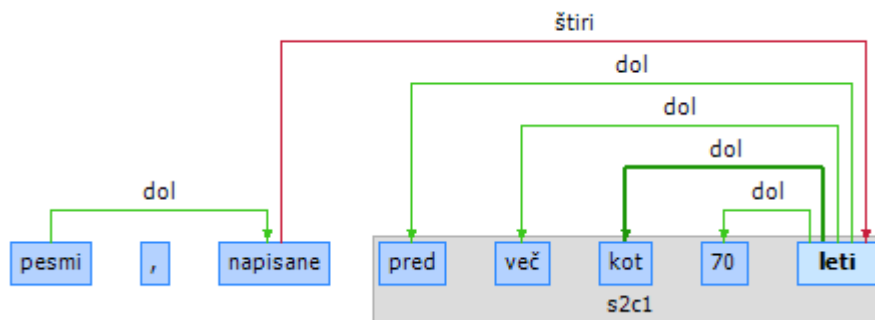 štiri
dol
dol
dol
dol dol
pesmi , napisane pred več kot 70 leti
s2c1